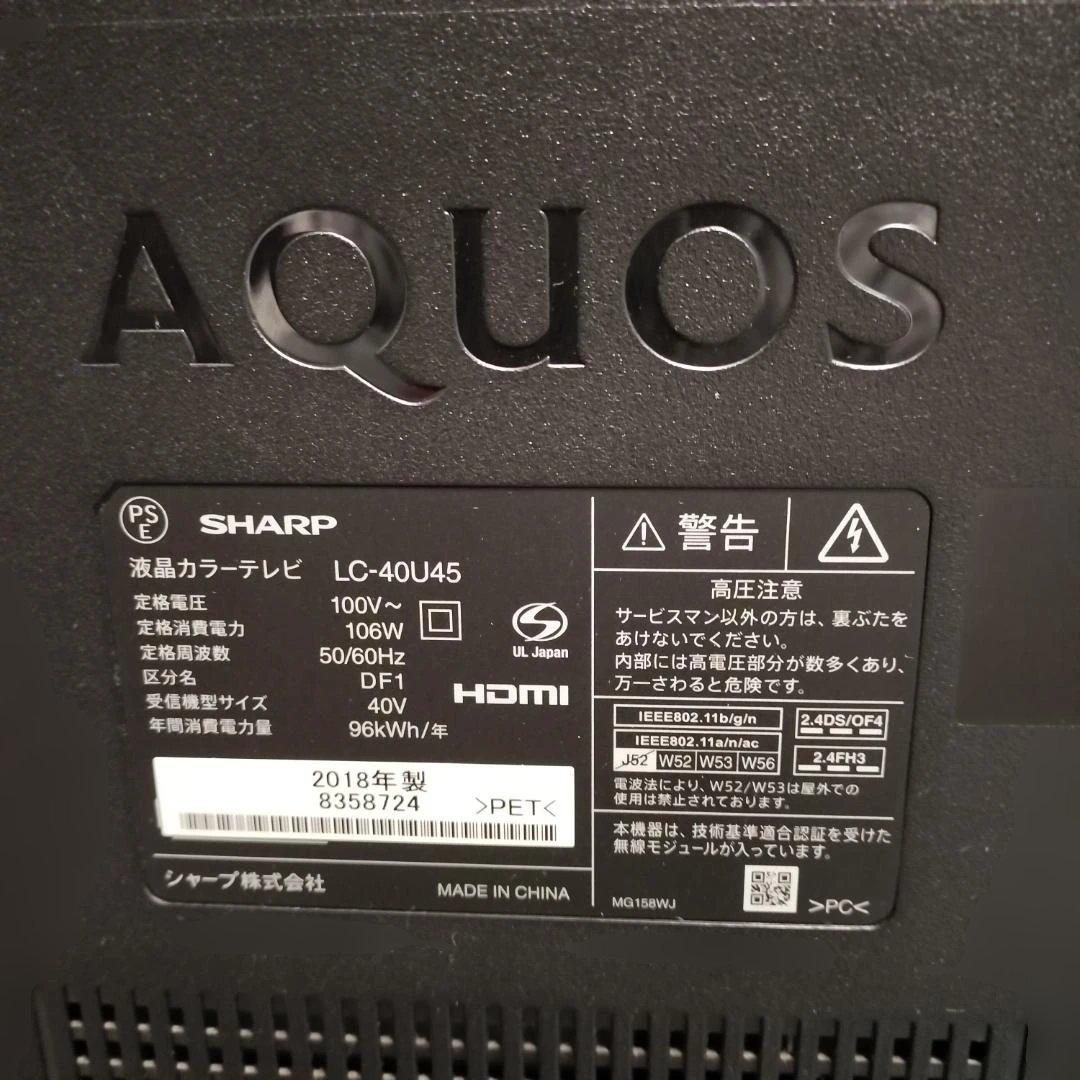 AQUOS
PSE SHARP
液晶カラーテレビ LC-40U45
定格電圧 100V~
定格消費電力 106W
定格周波数 50/60Hz
区分名 DF1
受信機型サイズ 40V
年間消費電力量 96kWh/年
UL Japan
HDMI
2018年製
8358724 >PET<
シャープ株式会社 MADE IN CHINA
警告
高圧注意
サービスマン以外の方は、裏ぶたを
あけないでください。
内部には高電圧部分が数多くあり、
万一さわると危険です。
IEEE802.11b/g/n 2.4DS/OF4
IEEE802.11a/n/ac
J52 W52 W53 W56 2.4FH3
電波法により、W52/W53は屋外での
使用は禁止されております。
本機器は、技術基準適合認証を受けた
無線モジュールが入っています。
MG158WJ >PC<